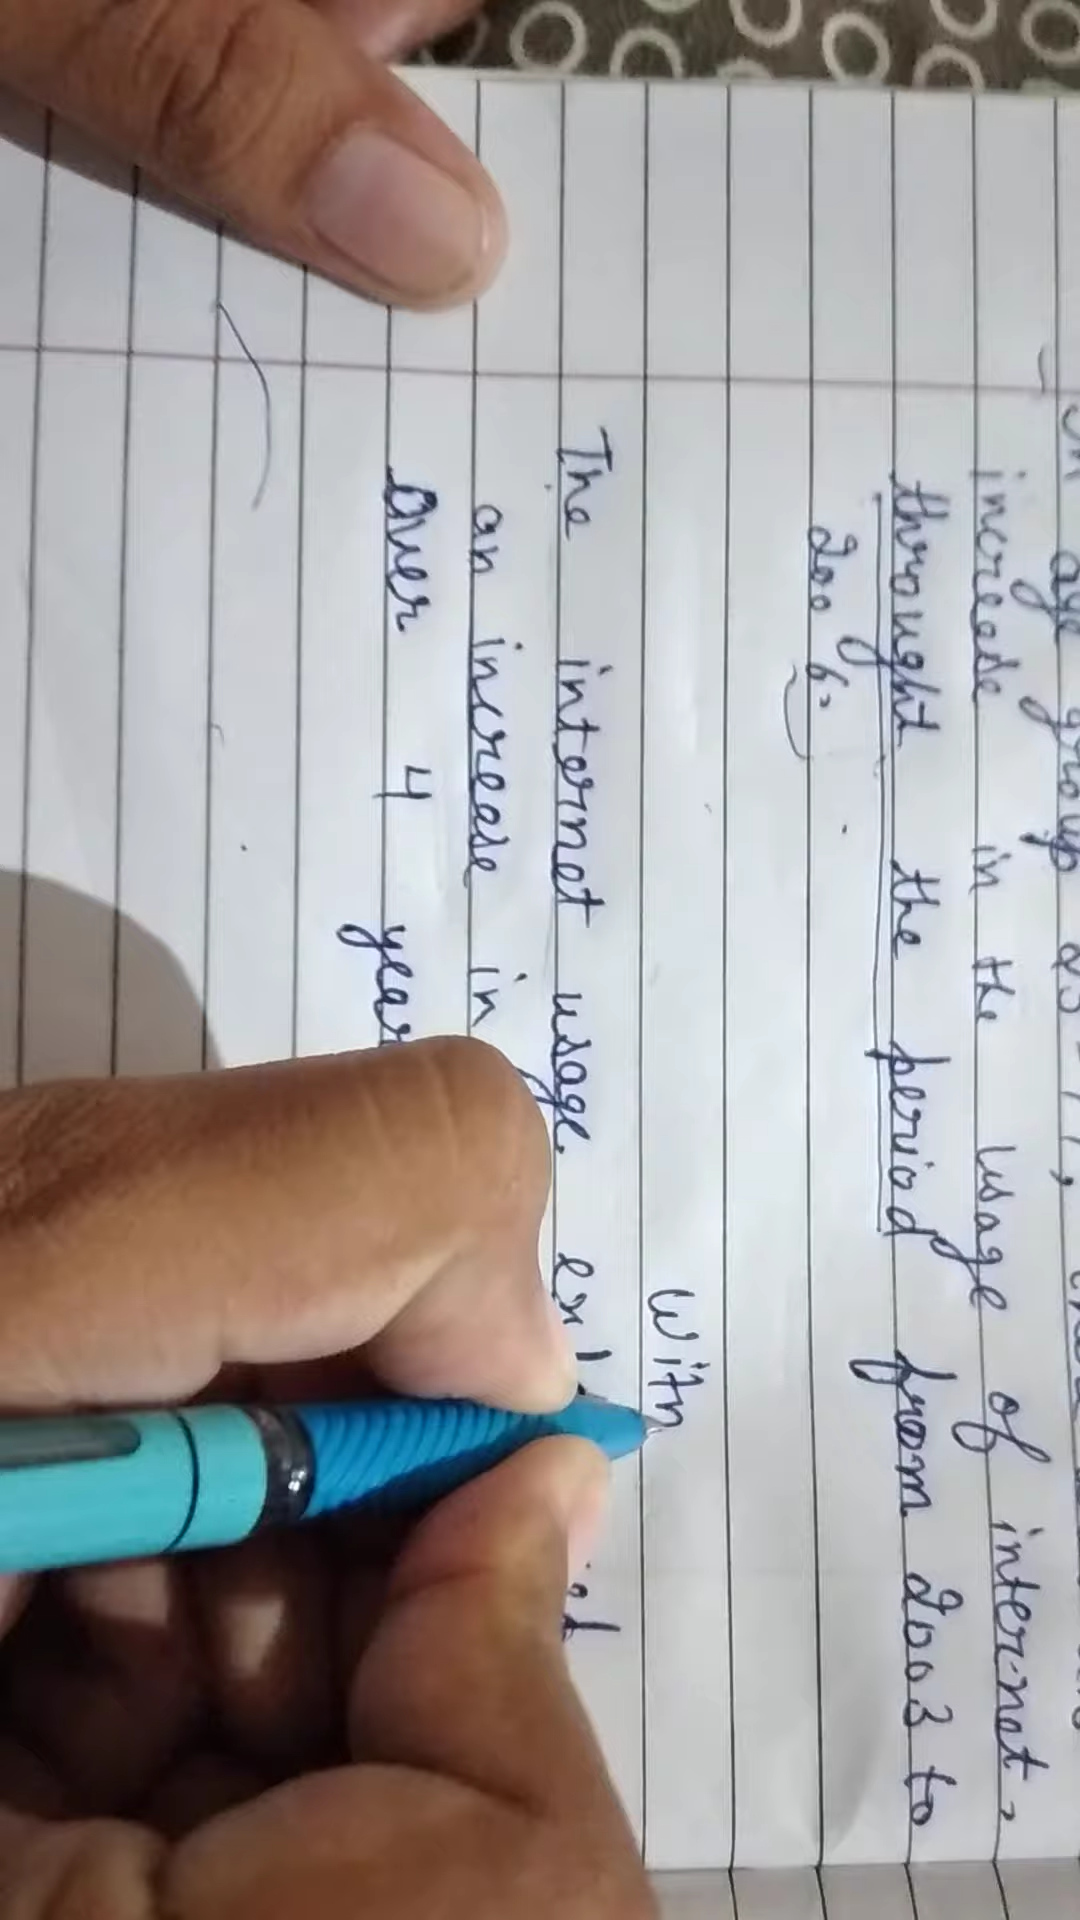 In age group
increase in the usage of internet,
throught the period from 2003 to
2006.
With
The internet usage
an increase in
over 4 year